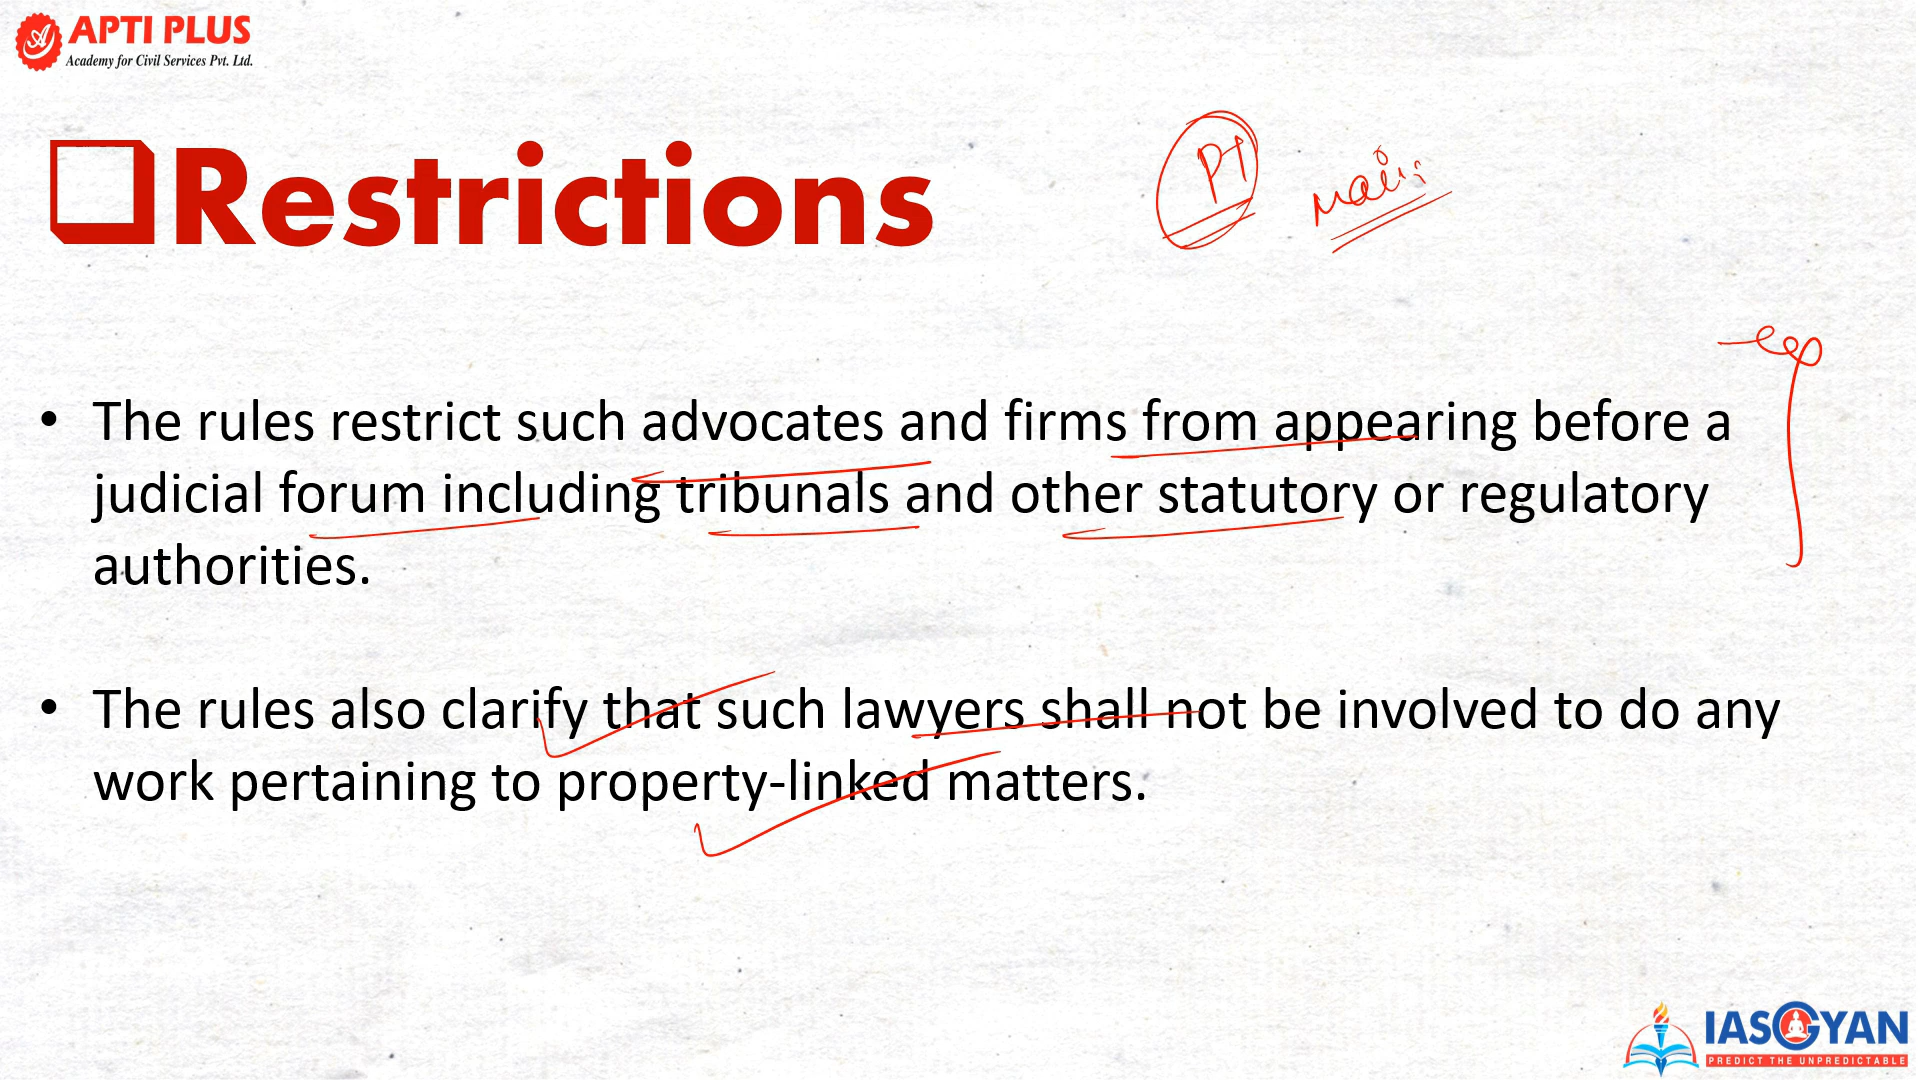 APTI PLUS
Academy for Civil Services Pvt. Ltd.
Restrictions
PT
• The rules restrict such advocates and firms from appearing before a
judicial forum including tribunals and other statutory or regulatory
authorities.
• The rules also clarify that such lawyers shall not be involved to do any
work pertaining to property-linked matters.
IASGYAN
PREDICT THE UNPREDICTABLE